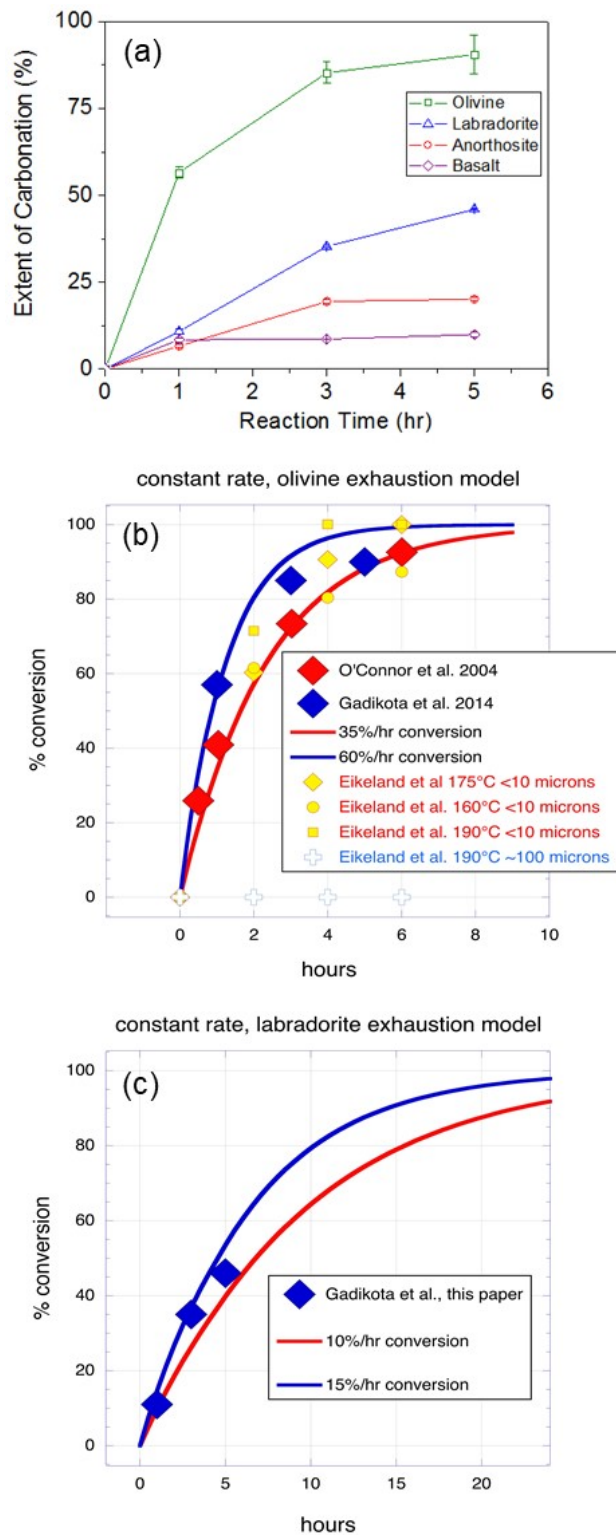 (a)
100
75
50
25
0
Extent of Carbonation (%)
Olivine
Labradorite
Anorthosite
Basalt
0 1 2 3 4 5 6
Reaction Time (hr)
constant rate, olivine exhaustion model
(b)
100
80
60
40
20
0
% conversion
O'Connor et al. 2004
Gadikota et al. 2014
35%/hr conversion
60%/hr conversion
Eikeland et al 175°C <10 microns
Eikeland et al. 160°C <10 microns
Eikeland et al. 190°C <10 microns
Eikeland et al. 190°C ~100 microns
0 2 4 6 8 10
hours
constant rate, labradorite exhaustion model
(c)
100
80
60
40
20
0
% conversion
Gadikota et al., this paper
10%/hr conversion
15%/hr conversion
0 5 10 15 20
hours